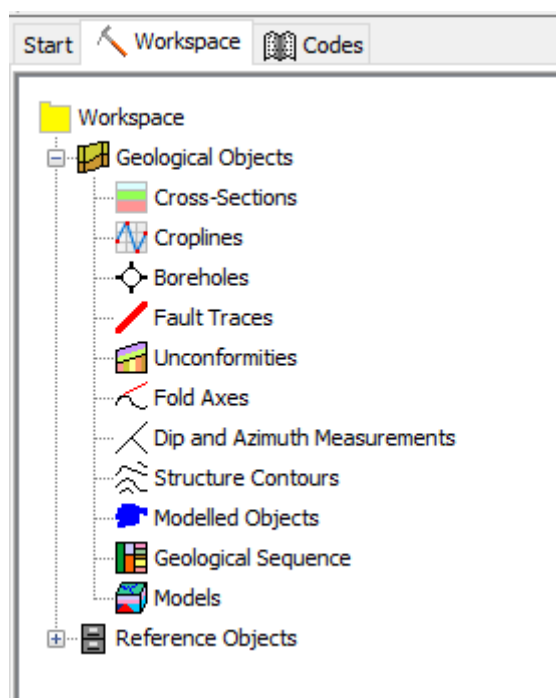 Start Workspace Codes
Workspace
Geological Objects
Cross-Sections
Croplines
Boreholes
Fault Traces
Unconformities
Fold Axes
Dip and Azimuth Measurements
Structure Contours
Modelled Objects
Geological Sequence
Models
Reference Objects